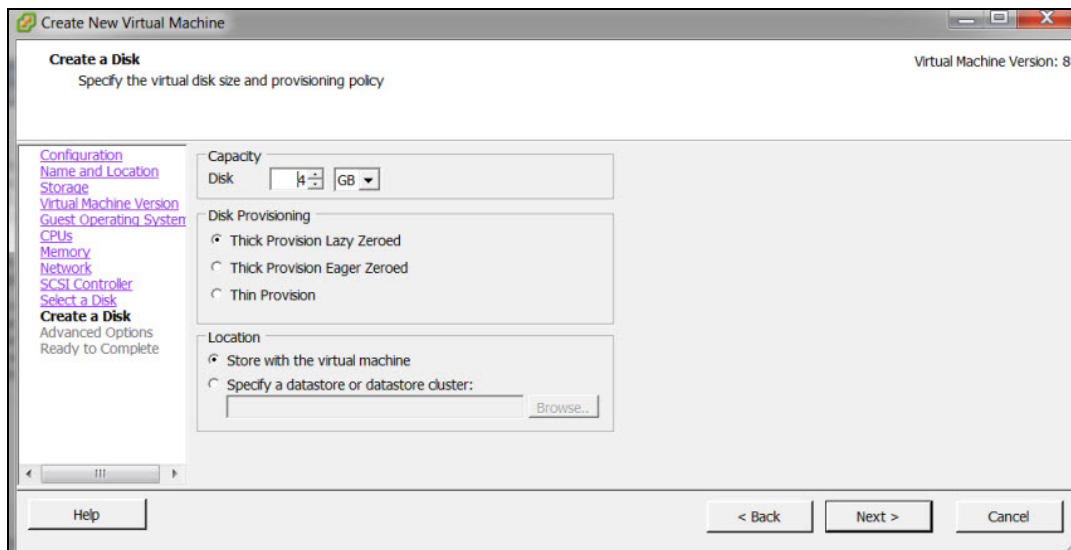 Create New Virtual Machine
Create a Disk
Specify the virtual disk size and provisioning policy
Virtual Machine Version: 8
Configuration
Name and Location
Storage
Virtual Machine Version
Guest Operating System
CPUs
Memory
Network
SCSI Controller
Select a Disk
Create a Disk
Advanced Options
Ready to Complete
Capacity
Disk 4 GB
Disk Provisioning
Thick Provision Lazy Zeroed
Thick Provision Eager Zeroed
Thin Provision
Location
Store with the virtual machine
Specify a datastore or datastore cluster:
Browse..
Help
< Back
Next >
Cancel